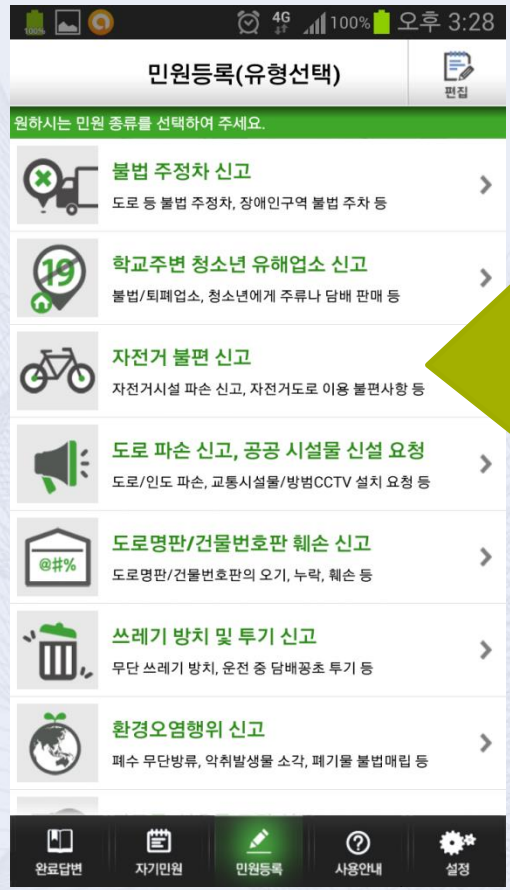 100%
4G
100%
오후 3:28
민원등록(유형선택)
편집
원하시는 민원 종류를 선택하여 주세요.
불법 주정차 신고
도로 등 불법 주정차, 장애인구역 불법 주차 등
19
학교주변 청소년 유해업소 신고
불법/퇴폐업소, 청소년에게 주류나 담배 판매 등
자전거 불편 신고
자전거시설 파손 신고, 자전거도로 이용 불편사항 등
도로 파손 신고, 공공 시설물 신설 요청
도로/인도 파손, 교통시설물/방범CCTV 설치 요청 등
@#%
도로명판/건물번호판 훼손 신고
도로명판/건물번호판의 오기, 누락, 훼손 등
쓰레기 방치 및 투기 신고
무단 쓰레기 방치, 운전 중 담배꽁초 투기 등
환경오염행위 신고
폐수 무단방류, 악취발생물 소각, 폐기물 불법매립 등
완료답변
자기민원
민원등록
사용안내
설정